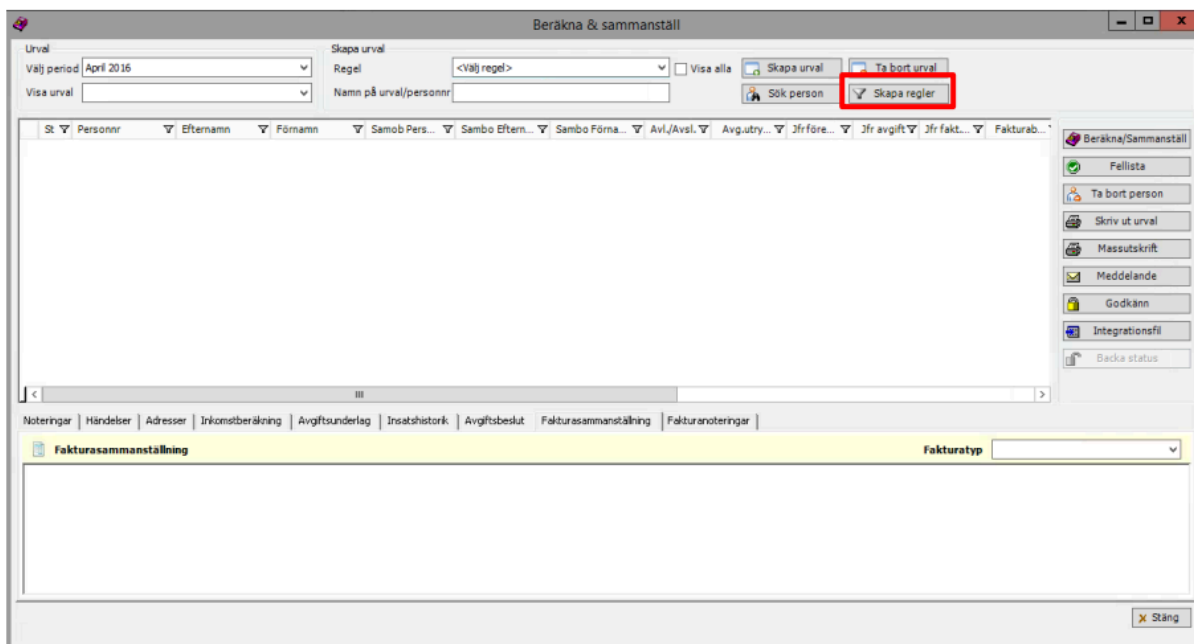 Beräkna & sammanställ
Urval
Skapa urval
Välj period April 2016
Regel <Välj regel> Visa alla Skapa urval Ta bort urval
Visa urval
Namn på urval/personnr Sök person Skapa regler
St Personnr Efternamn Förnamn Samob Pers... Sambo Eftern... Sambo Förna... Avl./Avsl. Avg.utry... Jfr före... Jfr avgift Jfr fakt.... Fakturab...
Beräkna/Sammanställ
Fellista
Ta bort person
Skriv ut urval
Massutskrift
Meddelande
Godkänn
Integrationsfil
Backa status
Noteringar Händelser Adresser Inkomstberäkning Avgiftsunderlag Insatshistorik Avgiftsbeslut Fakturasammanställning Fakturanoteringar
Fakturasammanställning Fakturatyp
Stäng